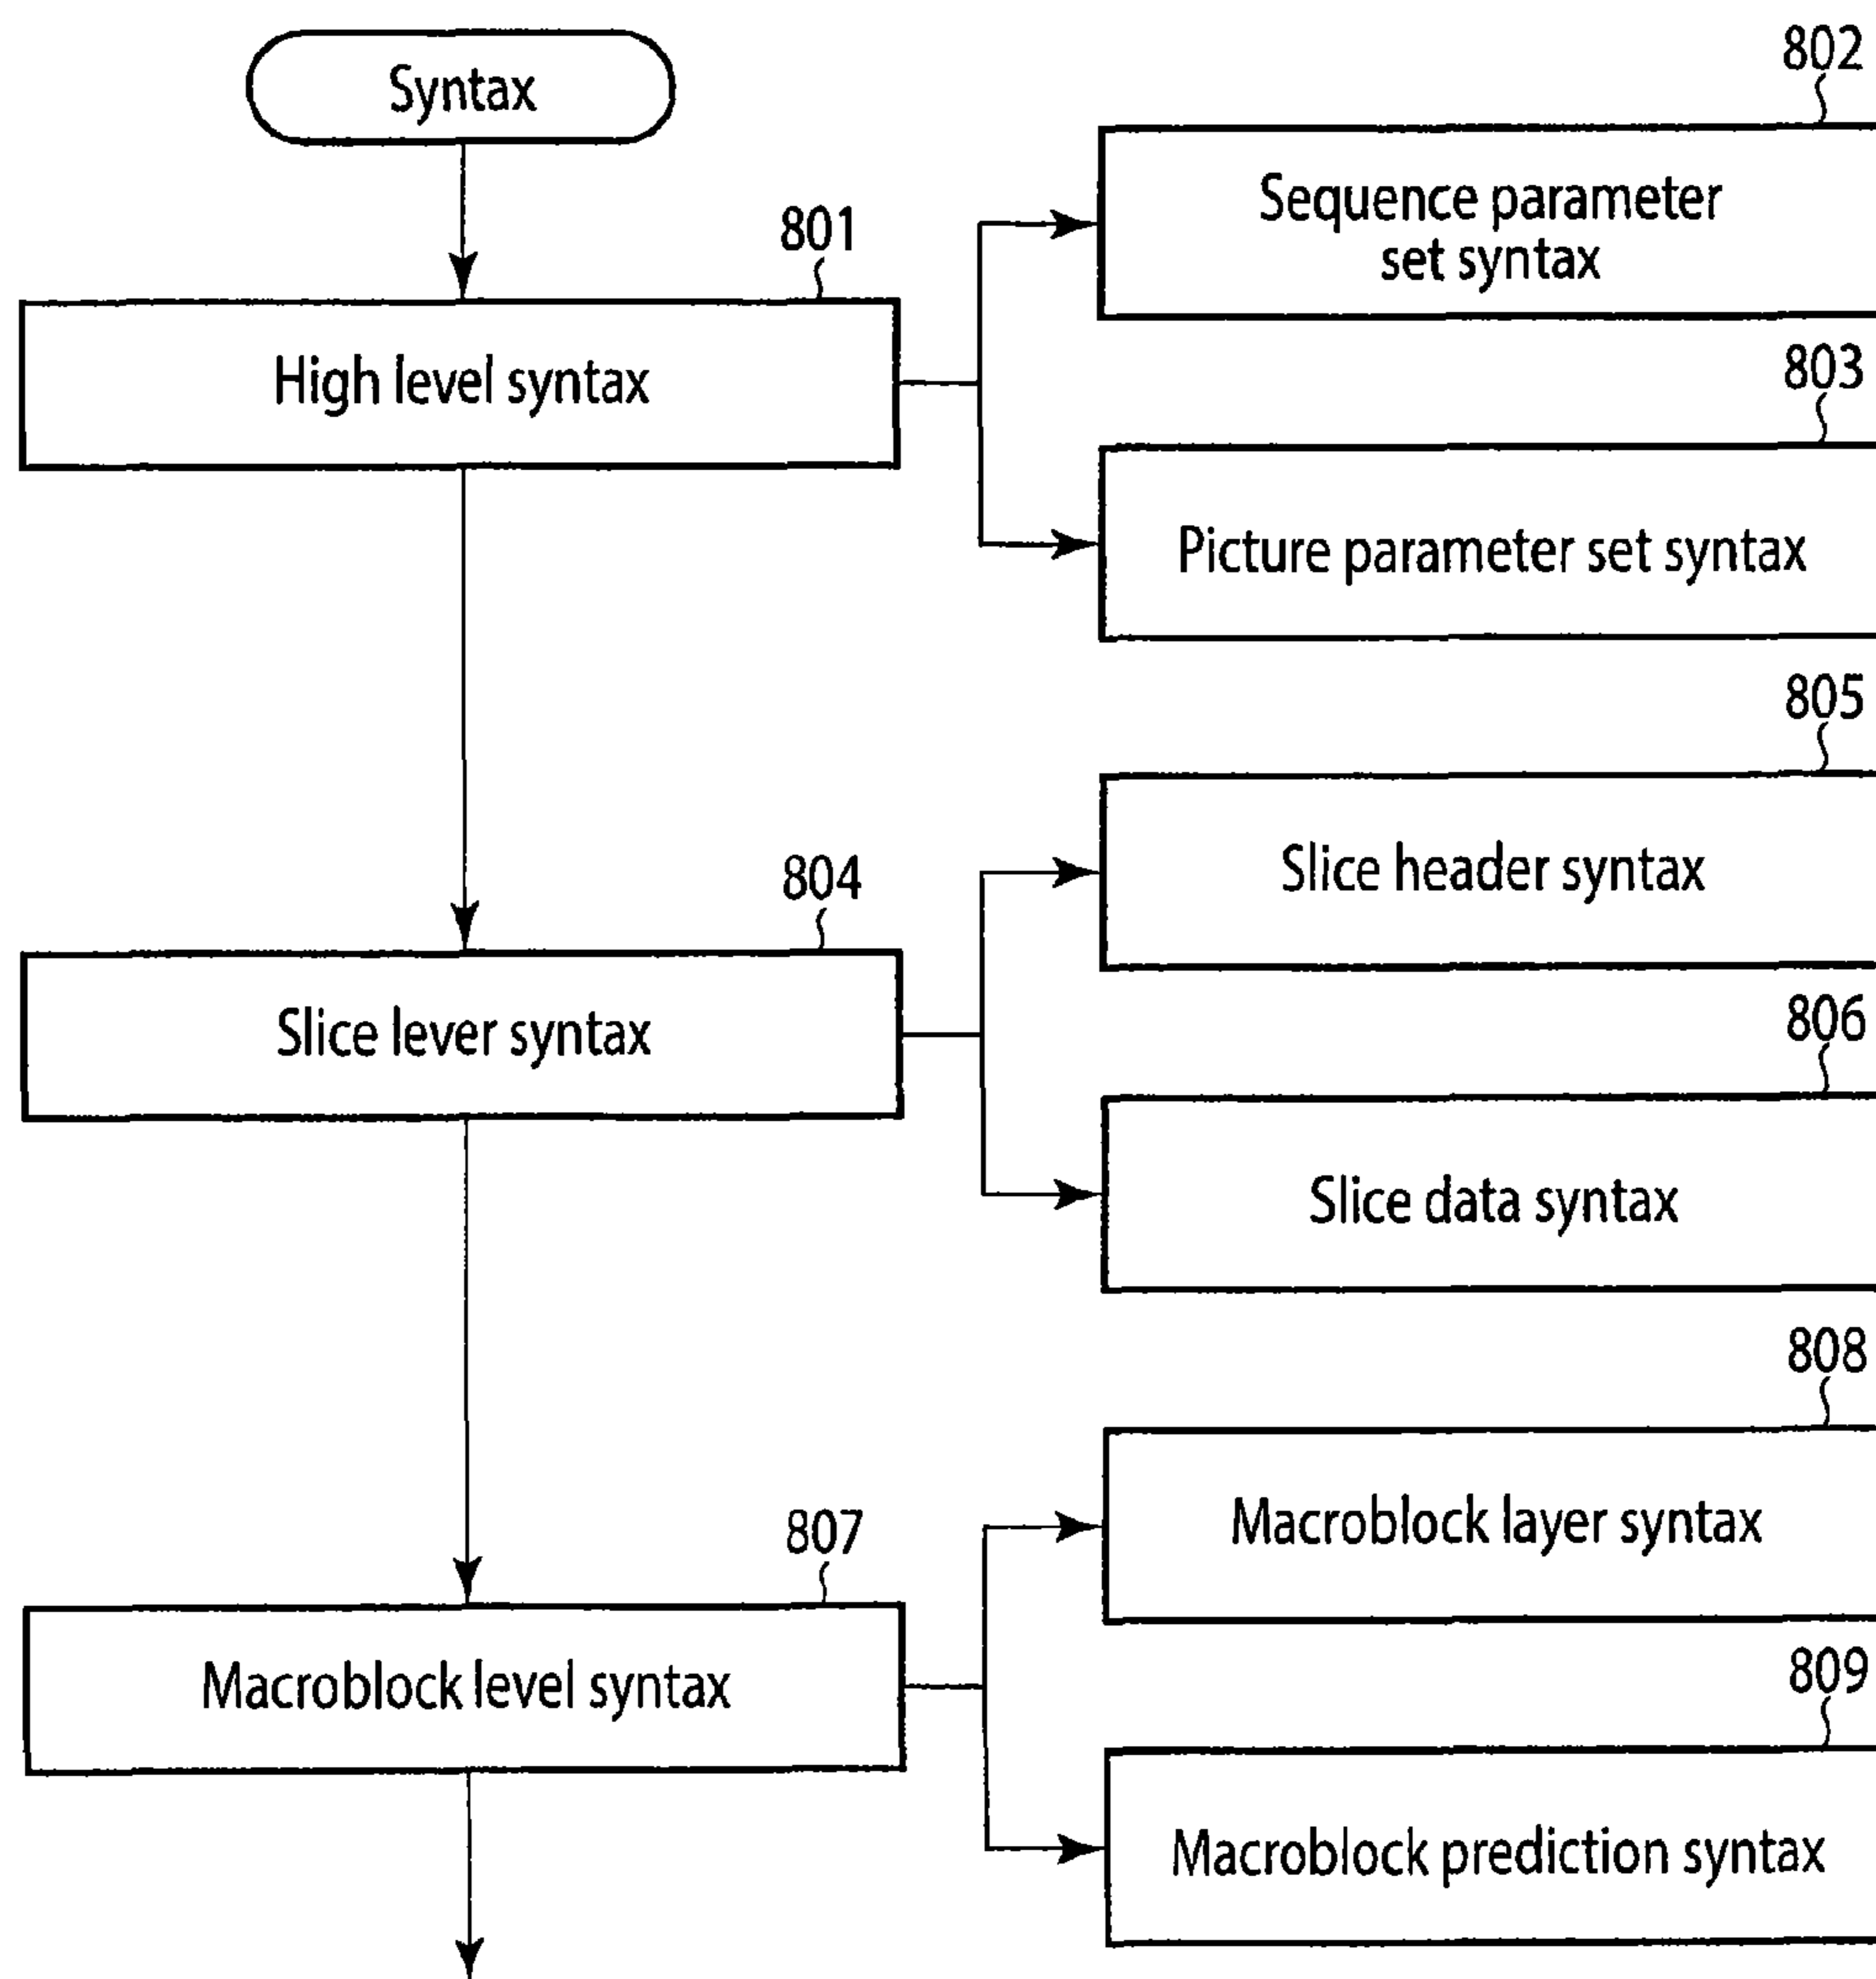 Syntax
802
Sequence parameter
set syntax
801
High level syntax
803
Picture parameter set syntax
805
Slice header syntax
804
Slice lever syntax
806
Slice data syntax
808
Macroblock layer syntax
807
Macroblock level syntax
809
Macroblock prediction syntax